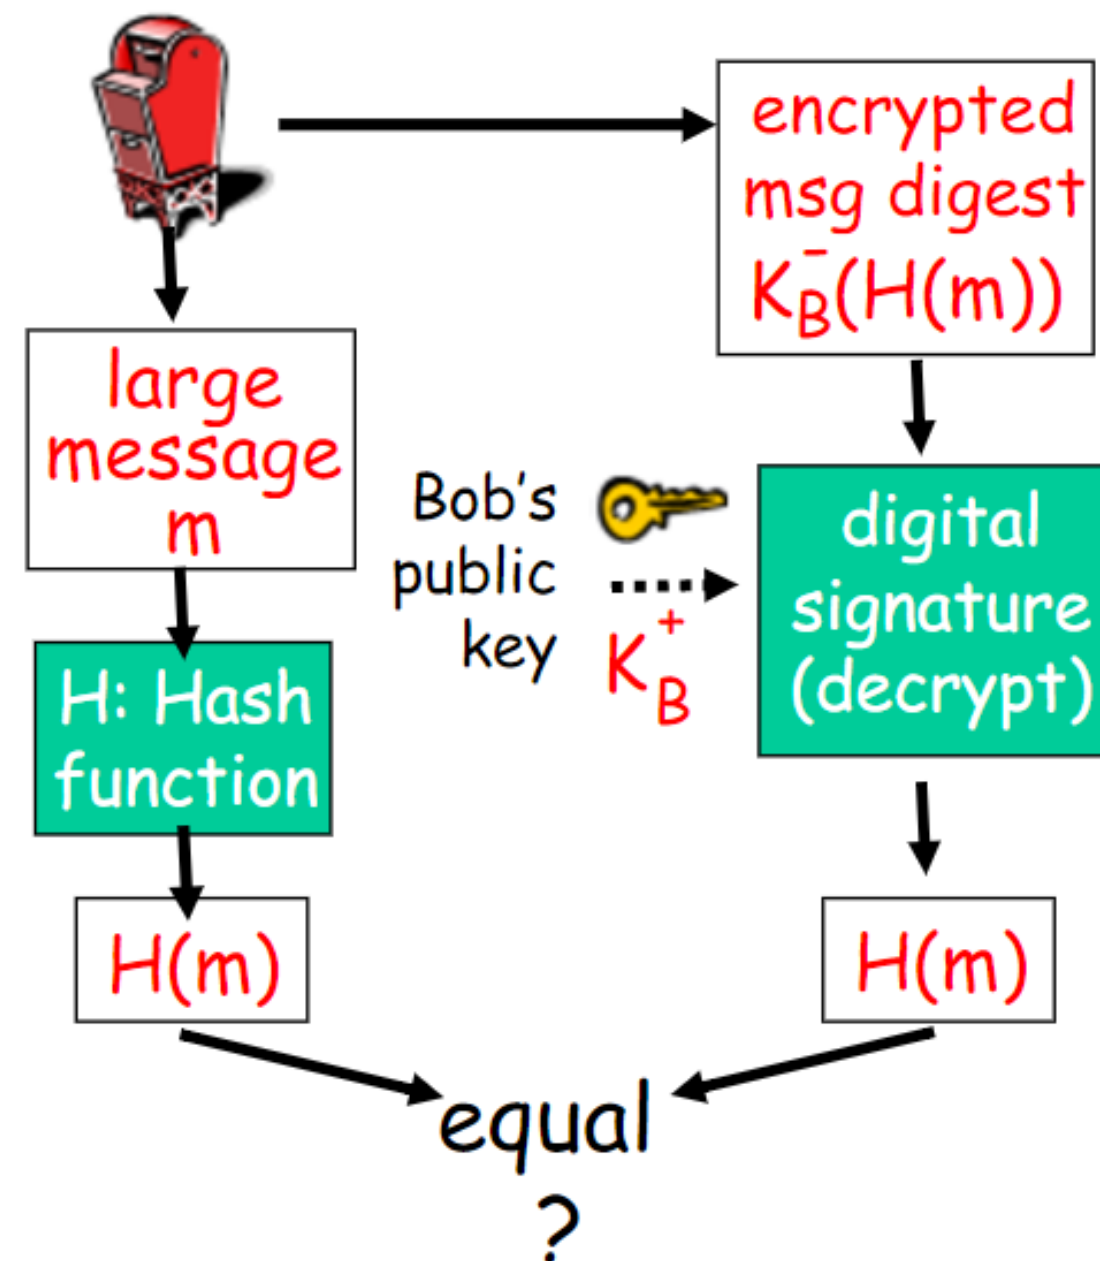 encrypted
msg digest
K_B^-(H(m))
large
message
m
Bob's
public
key
K_B^+
digital
signature
(decrypt)
H: Hash
function
H(m)
H(m)
equal
?